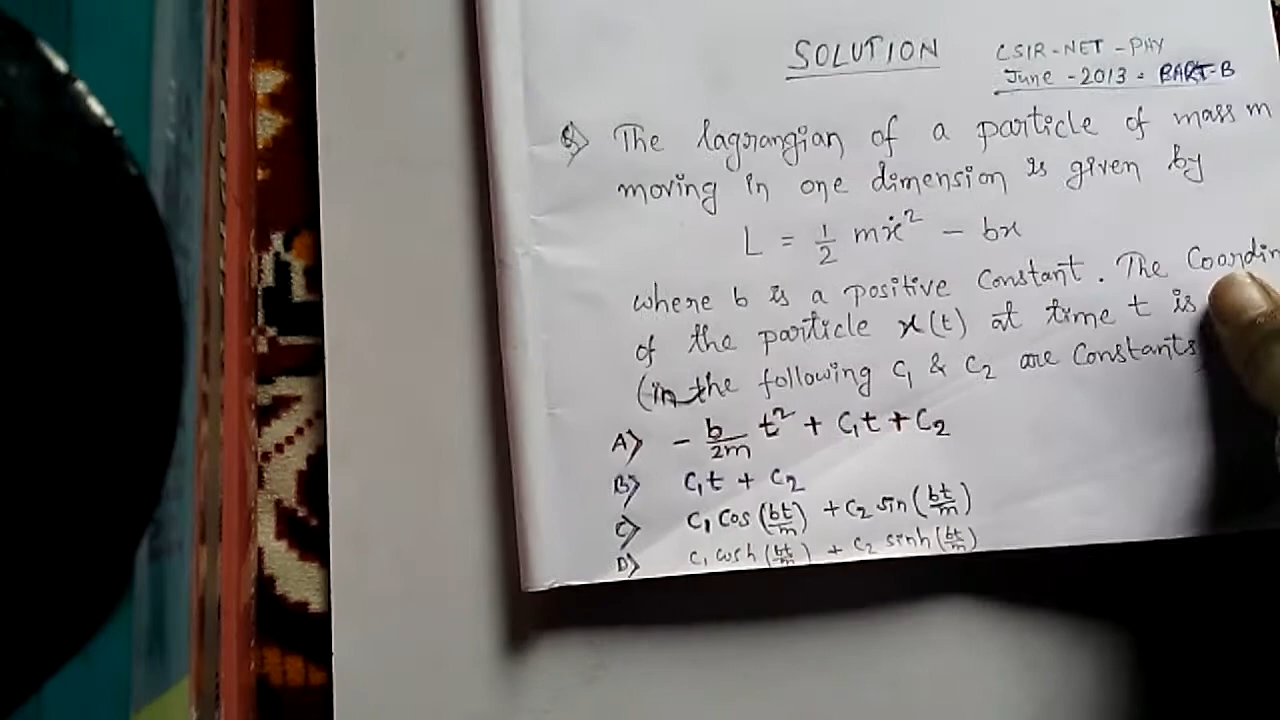 SOLUTION
CSIR-NET-PHY
June-2013: PART-B
Q> The lagrangian of a particle of mass m
moving in one dimension is given by
L = 1/2 mẋ² - bx
where b is a positive constant. The Coordin
of the particle x(t) at time t is
(in the following C₁ & C₂ are constants)
A> - b/2m t² + C₁t + C₂
B> C₁t + C₂
C> C₁ cos (bt/m) + C₂ sin (bt/m)
D> C₁ cosh (bt/m) + C₂ sinh (bt/m)